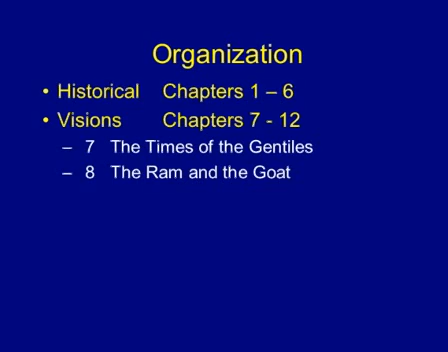 Organization
• Historical Chapters 1 – 6
• Visions Chapters 7 - 12
– 7 The Times of the Gentiles
– 8 The Ram and the Goat